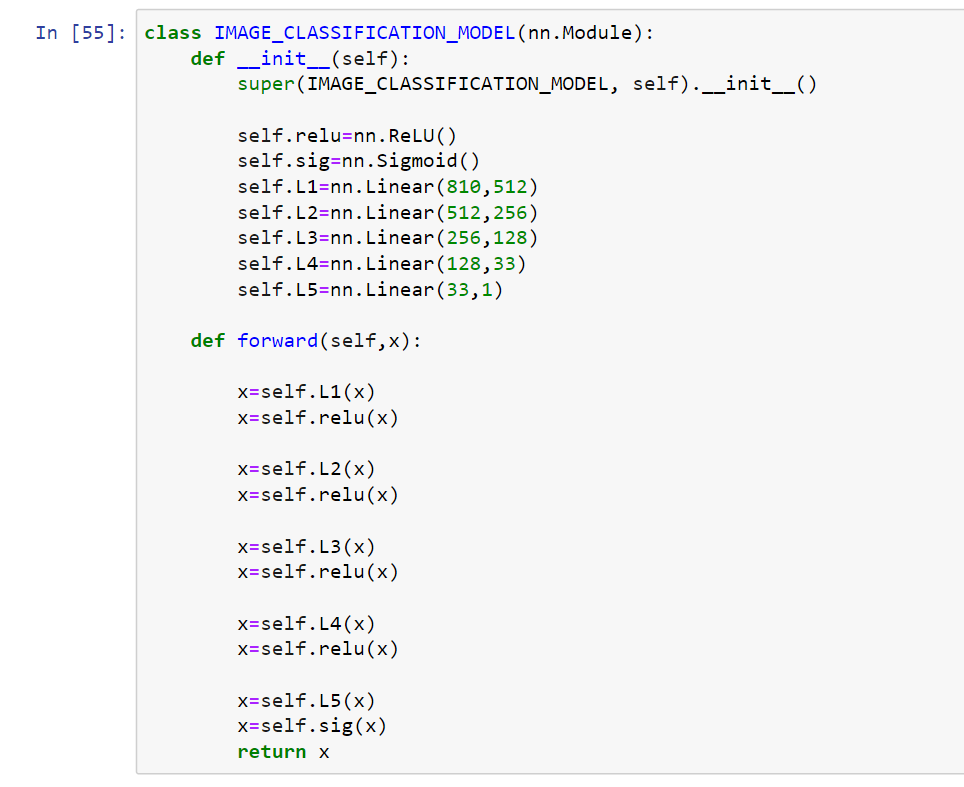 In [55]: class IMAGE_CLASSIFICATION_MODEL(nn.Module):
    def __init__(self):
        super(IMAGE_CLASSIFICATION_MODEL, self).__init__()

        self.relu=nn.ReLU()
        self.sig=nn.Sigmoid()
        self.L1=nn.Linear(810,512)
        self.L2=nn.Linear(512,256)
        self.L3=nn.Linear(256,128)
        self.L4=nn.Linear(128,33)
        self.L5=nn.Linear(33,1)

    def forward(self,x):

        x=self.L1(x)
        x=self.relu(x)

        x=self.L2(x)
        x=self.relu(x)

        x=self.L3(x)
        x=self.relu(x)

        x=self.L4(x)
        x=self.relu(x)

        x=self.L5(x)
        x=self.sig(x)
        return x